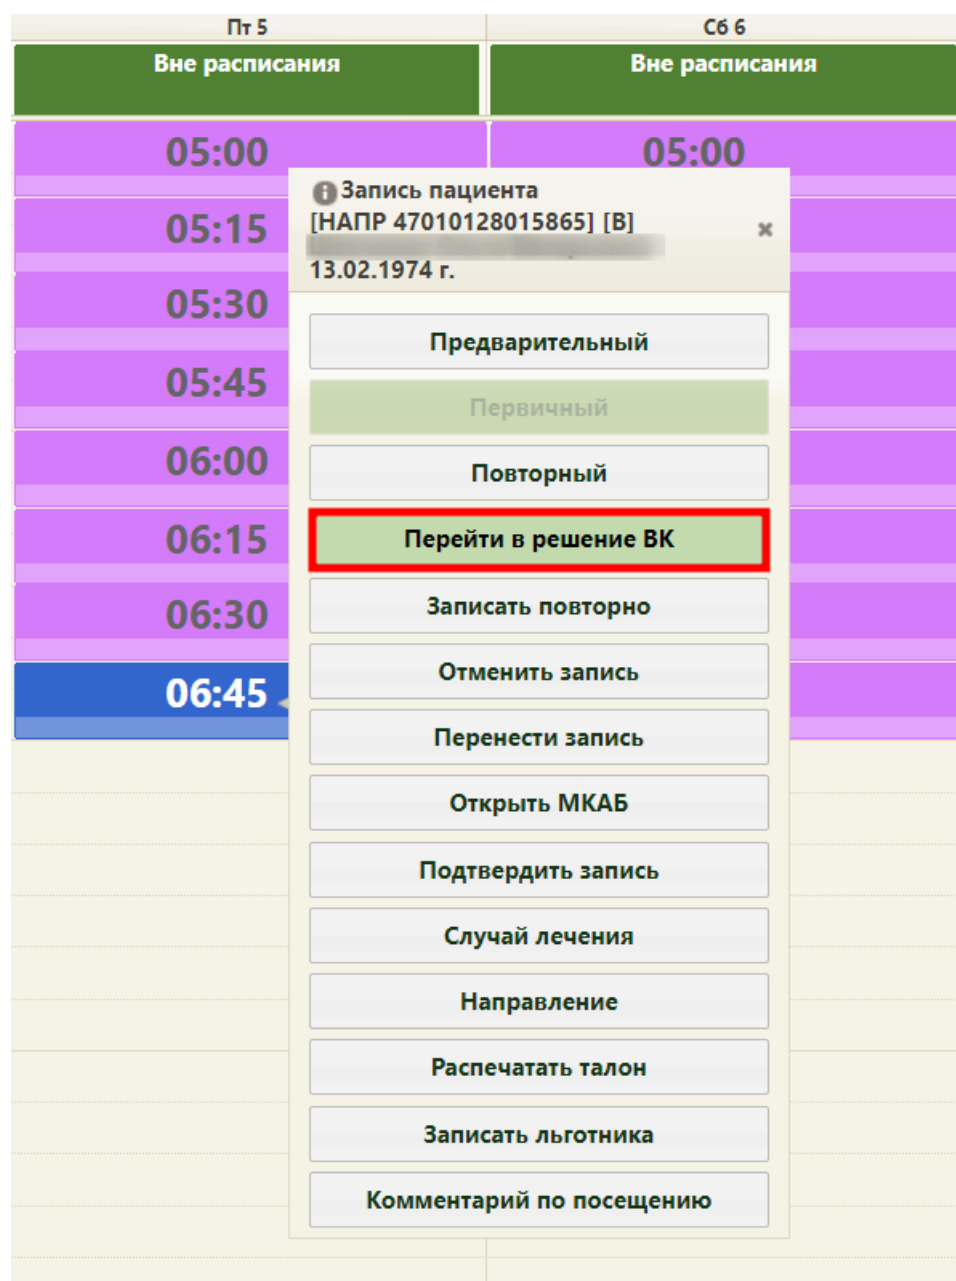 Пт 5
Сб 6
Вне расписания
Вне расписания
05:00
05:00
05:15
05:30
05:45
06:00
06:15
06:30
06:45
Запись пациента
[НАПР 47010128015865] [В]
13.02.1974 г.
Предварительный
Первичный
Повторный
Перейти в решение ВК
Записать повторно
Отменить запись
Перенести запись
Открыть МКАБ
Подтвердить запись
Случай лечения
Направление
Распечатать талон
Записать льготника
Комментарий по посещению